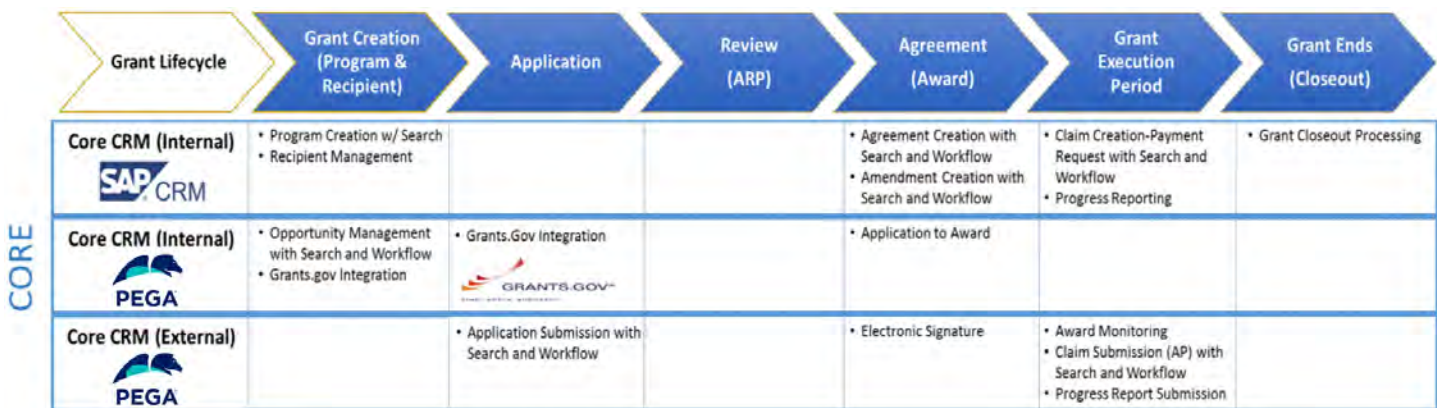 Grant Lifecycle
Grant Creation
(Program &
Recipient)
Application
Review
(ARP)
Agreement
(Award)
Grant
Execution
Period
Grant Ends
(Closeout)
CORE
Core CRM (Internal)
SAP CRM
• Program Creation w/ Search
• Recipient Management
• Agreement Creation with
Search and Workflow
• Amendment Creation with
Search and Workflow
• Claim Creation-Payment
Request with Search and
Workflow
• Progress Reporting
• Grant Closeout Processing
Core CRM (Internal)
PEGA
• Opportunity Management
with Search and Workflow
• Grants.gov Integration
• Grants.Gov Integration
GRANTS.GOV
• Application to Award
Core CRM (External)
PEGA
• Application Submission with
Search and Workflow
• Electronic Signature
• Award Monitoring
• Claim Submission (AP) with
Search and Workflow
• Progress Report Submission